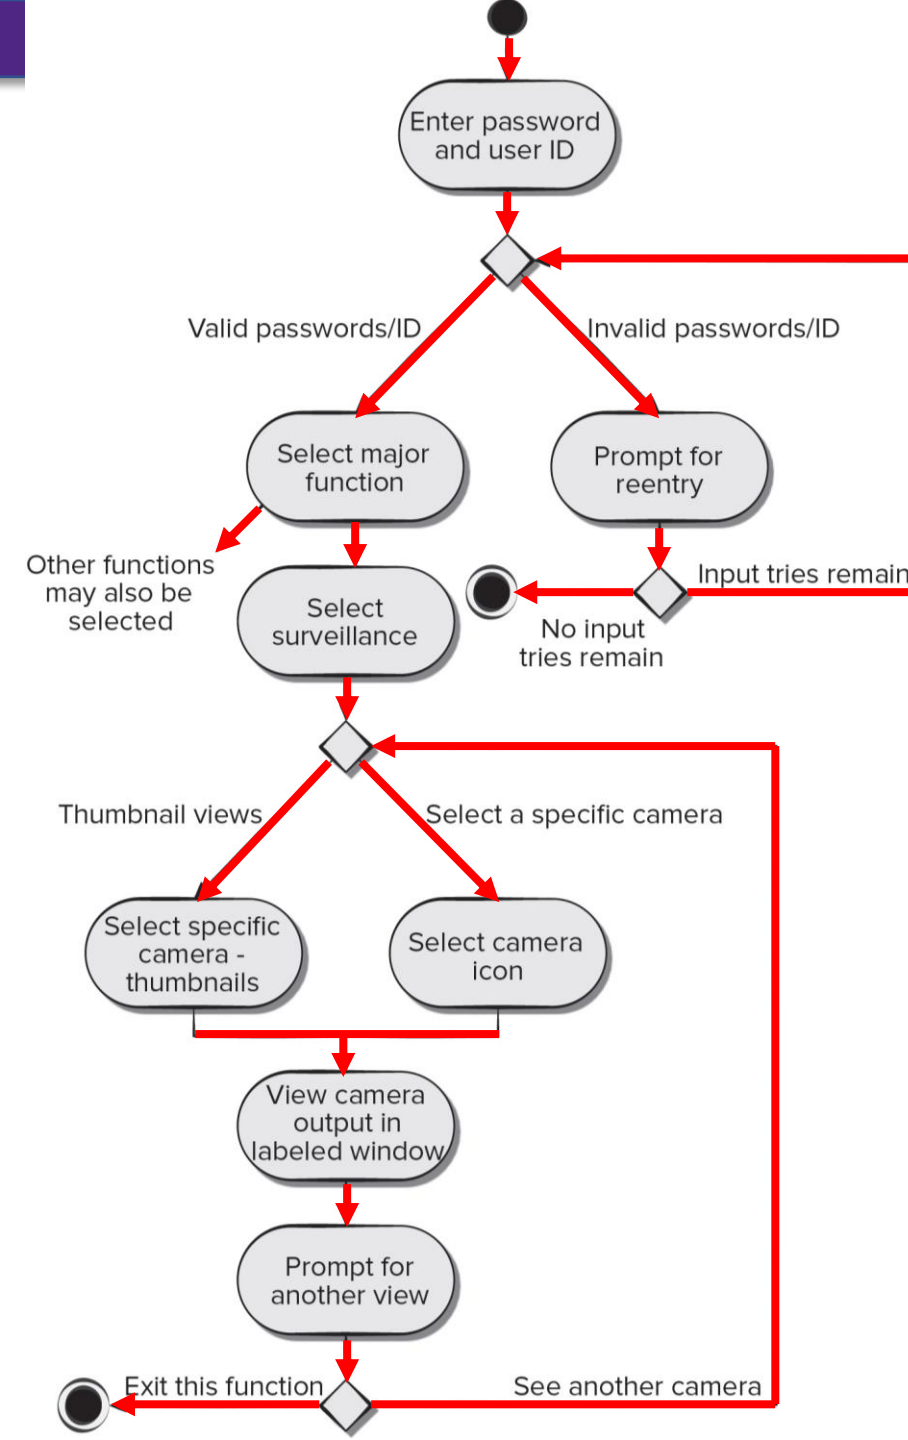 Enter password
and user ID
Valid passwords/ID
Invalid passwords/ID
Select major
function
Prompt for
reentry
Other functions
may also be
selected
Select
surveillance
Input tries remain
No input
tries remain
Thumbnail views
Select a specific camera
Select specific
camera -
thumbnails
Select camera
icon
View camera
output in
labeled window
Prompt for
another view
Exit this function
See another camera